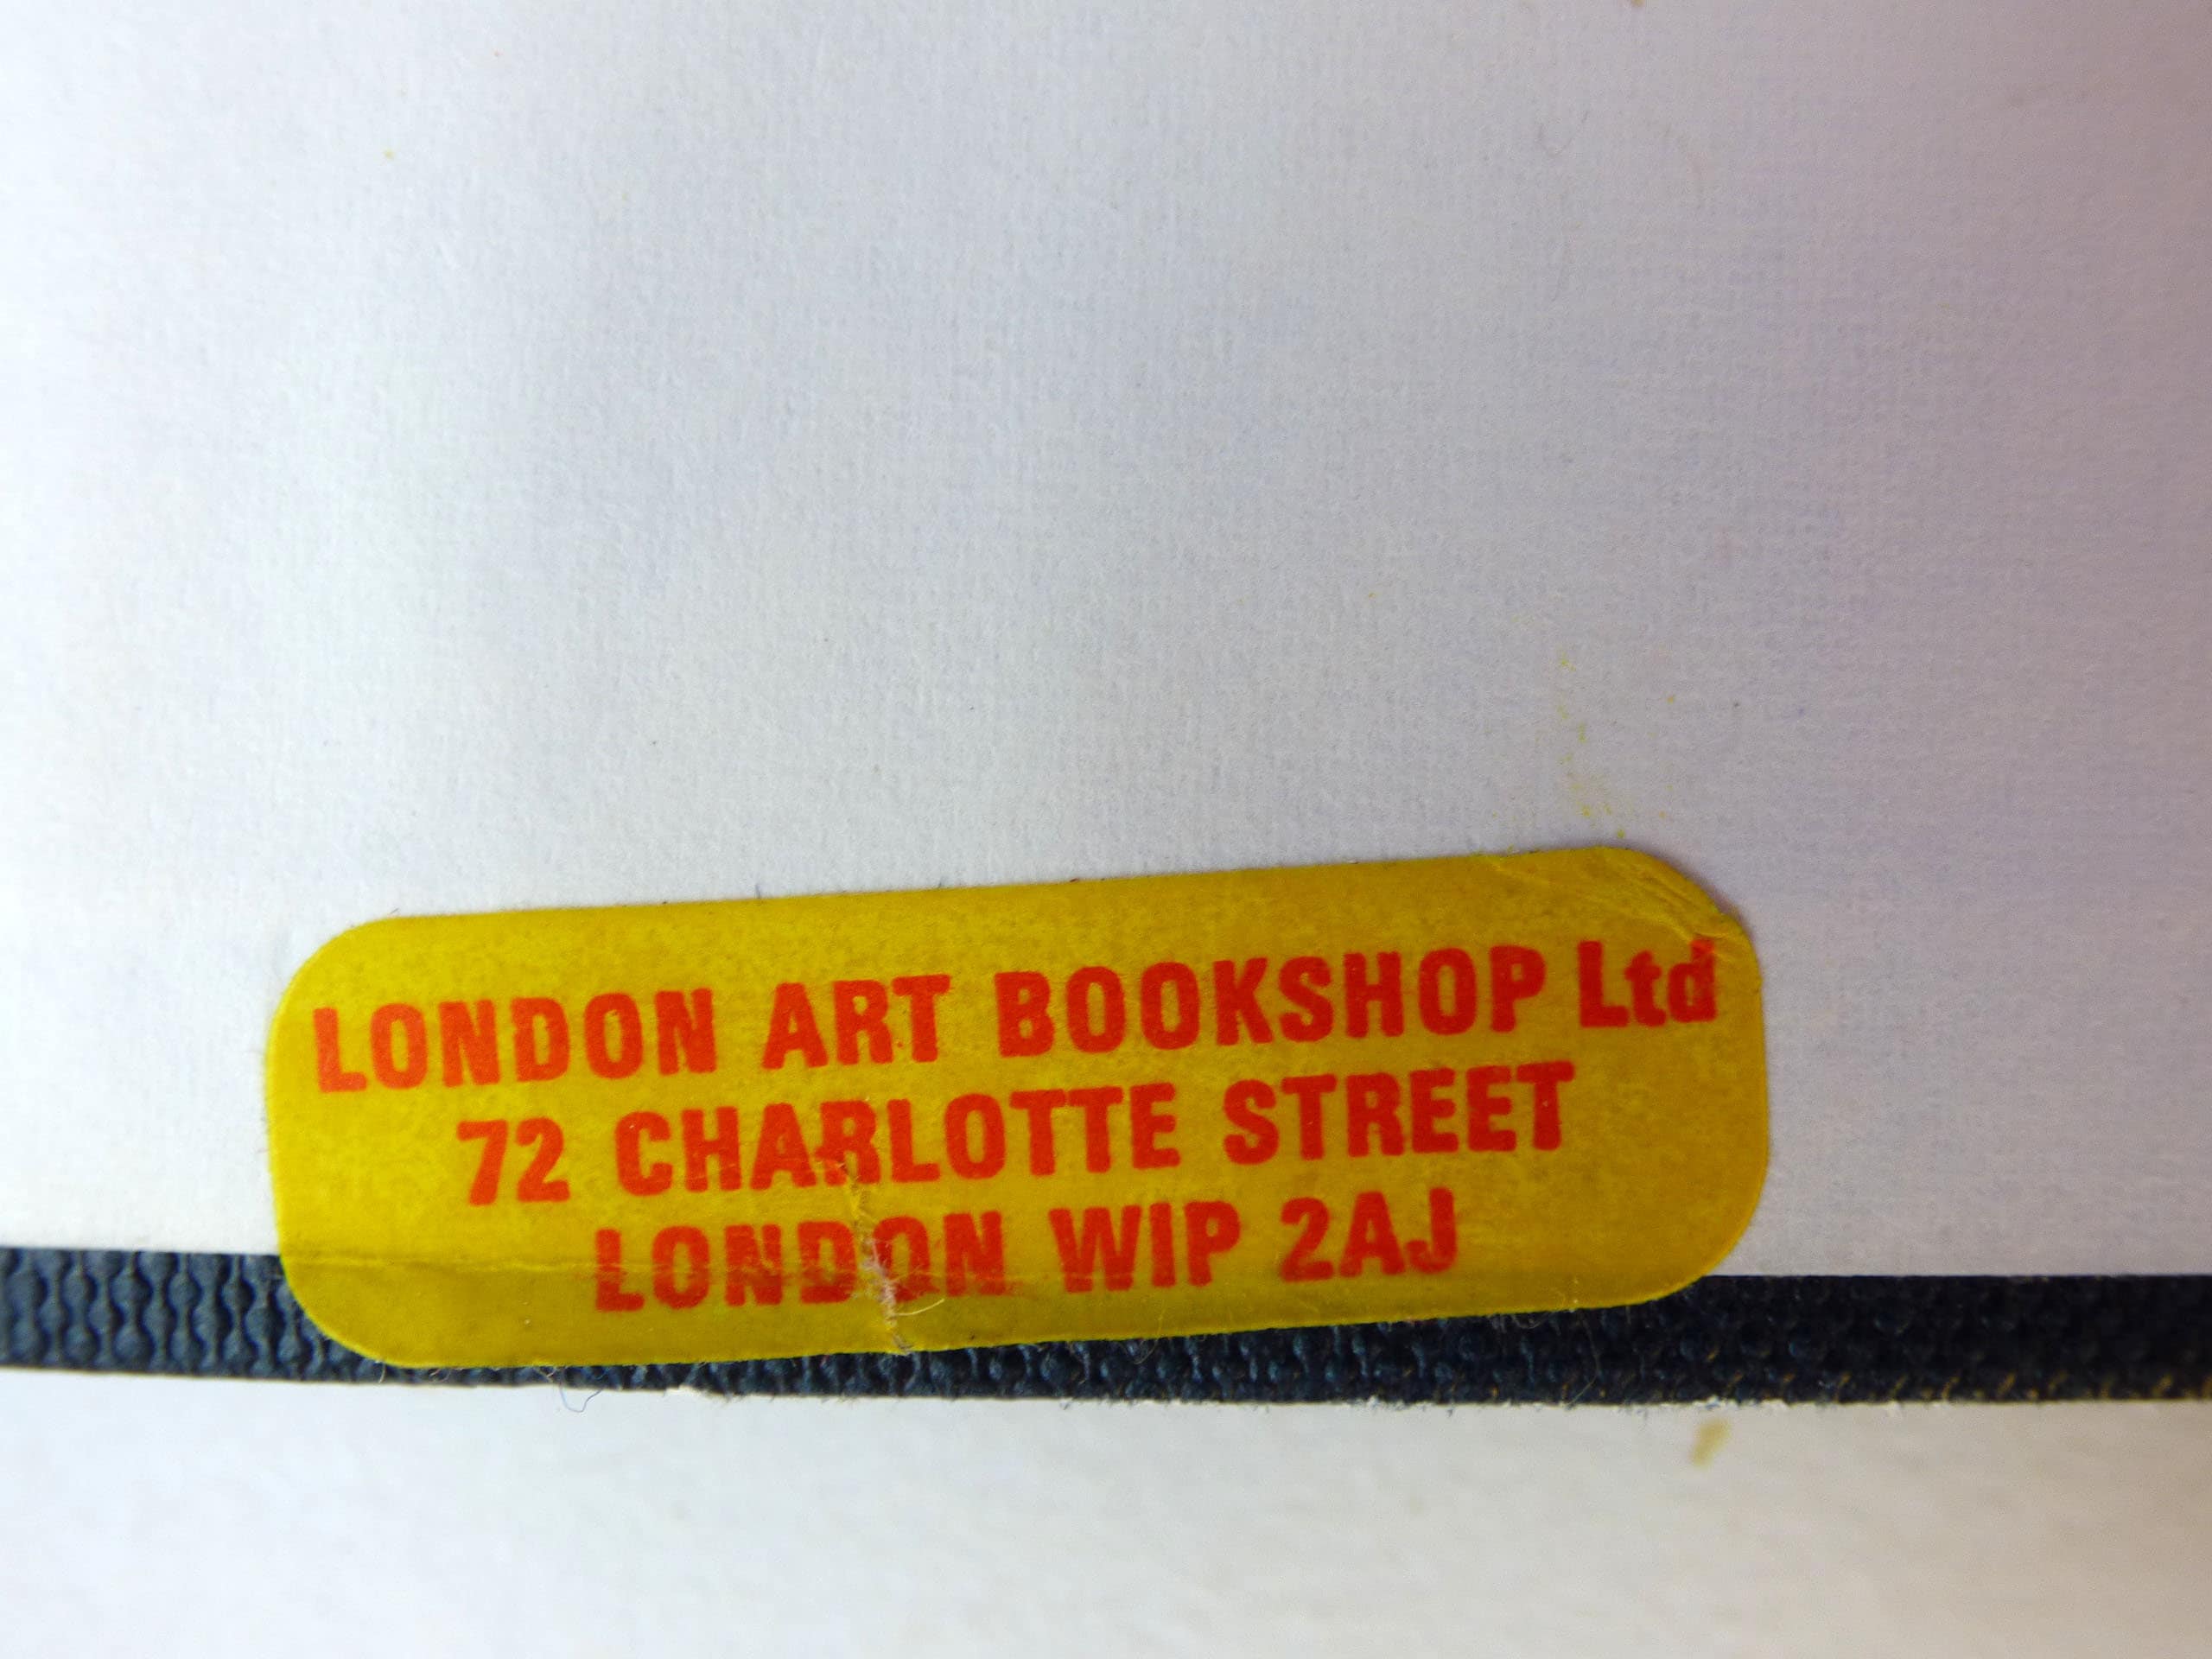 LONDON ART BOOKSHOP Ltd
72 CHARLOTTE STREET
LONDON WIP 2AJ